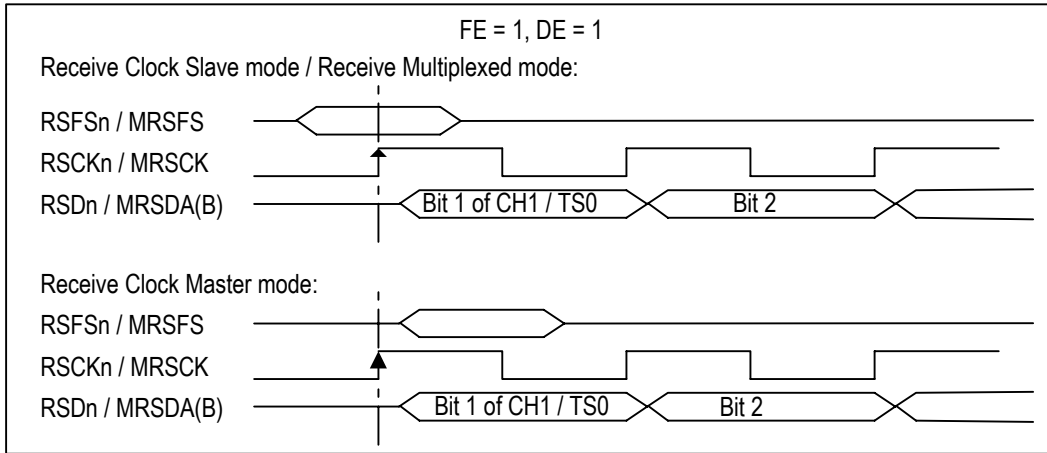 FE = 1, DE = 1
Receive Clock Slave mode / Receive Multiplexed mode:
RSFSn / MRSFS
RSCKn / MRSCK
RSDn / MRSDA(B)
Bit 1 of CH1 / TS0
Bit 2
Receive Clock Master mode:
RSFSn / MRSFS
RSCKn / MRSCK
RSDn / MRSDA(B)
Bit 1 of CH1 / TS0
Bit 2